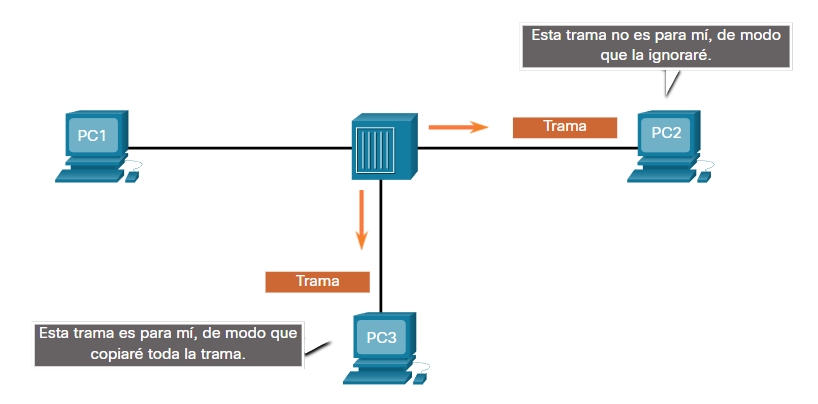 Esta trama no es para mí, de modo
que la ignoraré.
PC1
Trama
PC2
Trama
Esta trama es para mí, de modo que
copiaré toda la trama.
PC3